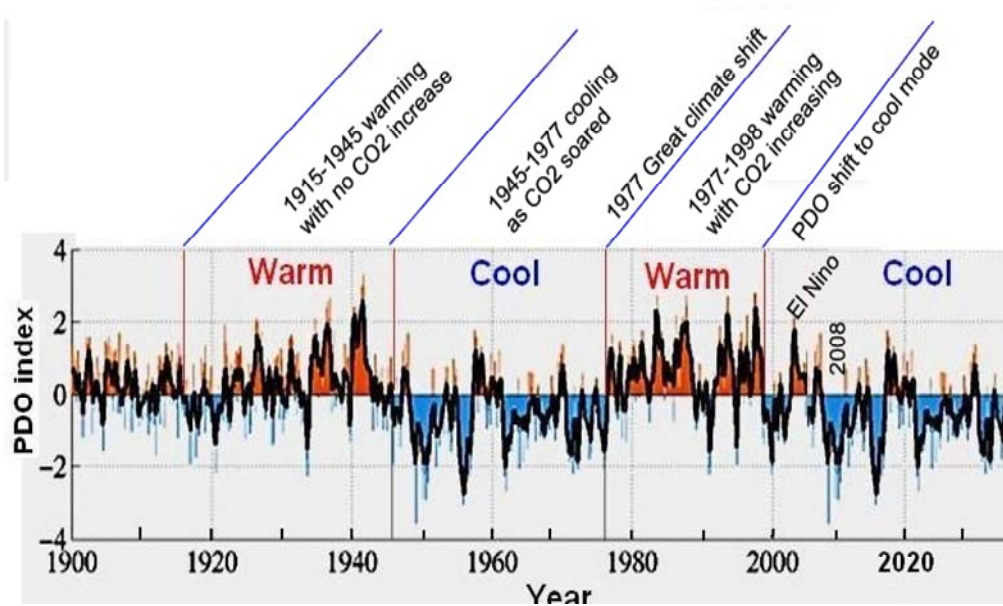 1915-1945 warming
with no CO2 increase
1945-1977 cooling
as CO2 soared
1977 Great climate shift
1977-1998 warming
with CO2 increasing
PDO shift to cool mode
Warm
Cool
Warm
Cool
El Nino
2008
PDO index
4
2
0
-2
-4
1900
1920
1940
1960
1980
2000
2020
Year